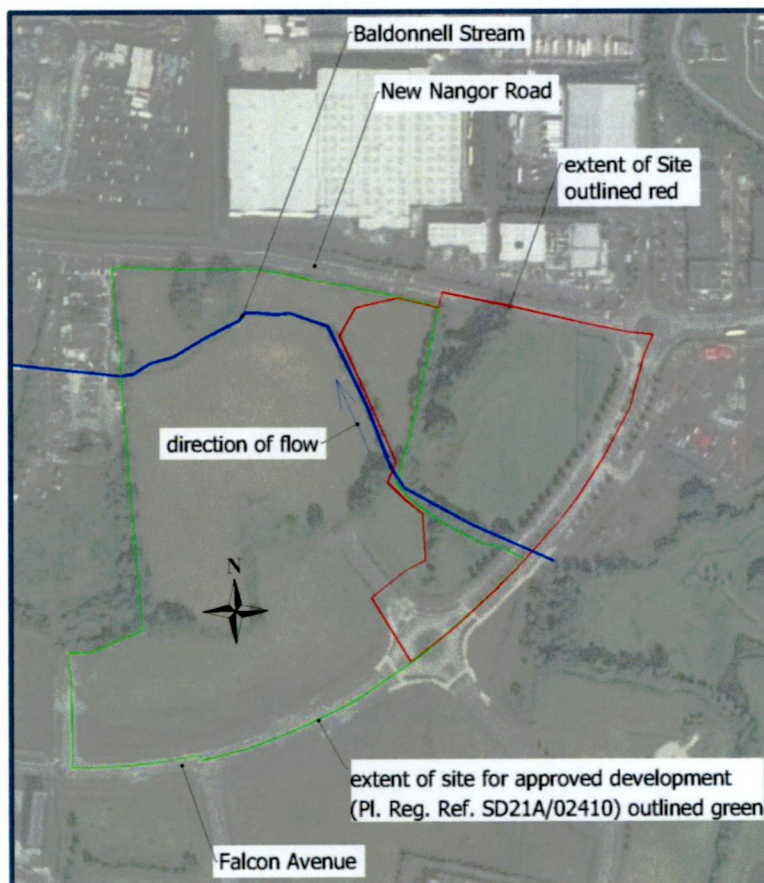 Baldonnell Stream
New Nangor Road
extent of Site
outlined red
direction of flow
N
extent of site for approved development
(Pl. Reg. Ref. SD21A/02410) outlined green
Falcon Avenue